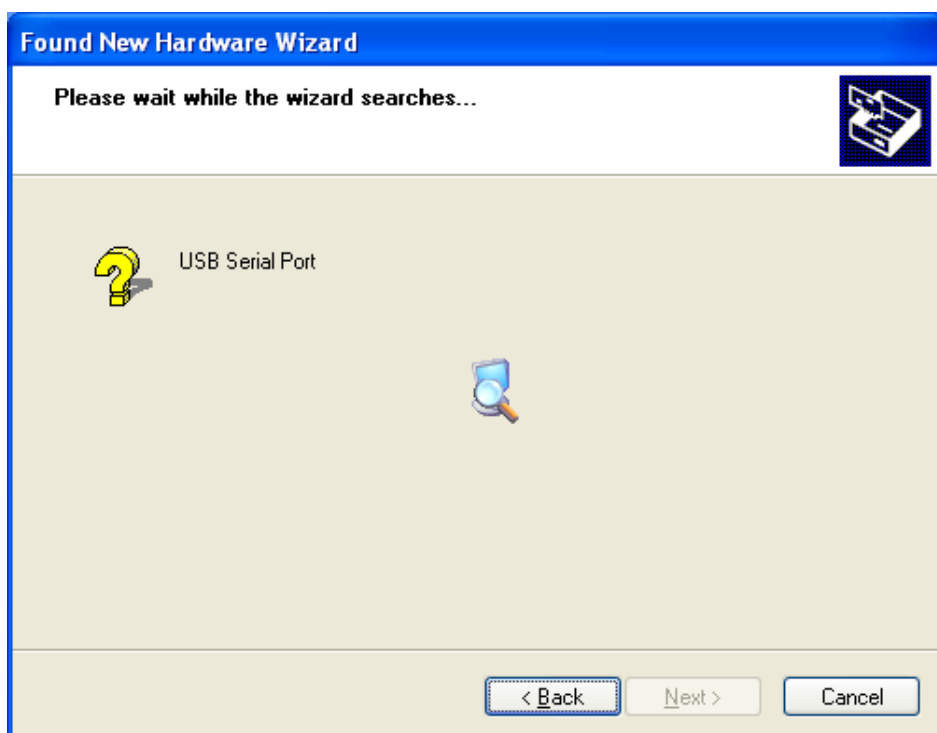 Found New Hardware Wizard
Please wait while the wizard searches...
USB Serial Port
< Back
Next >
Cancel